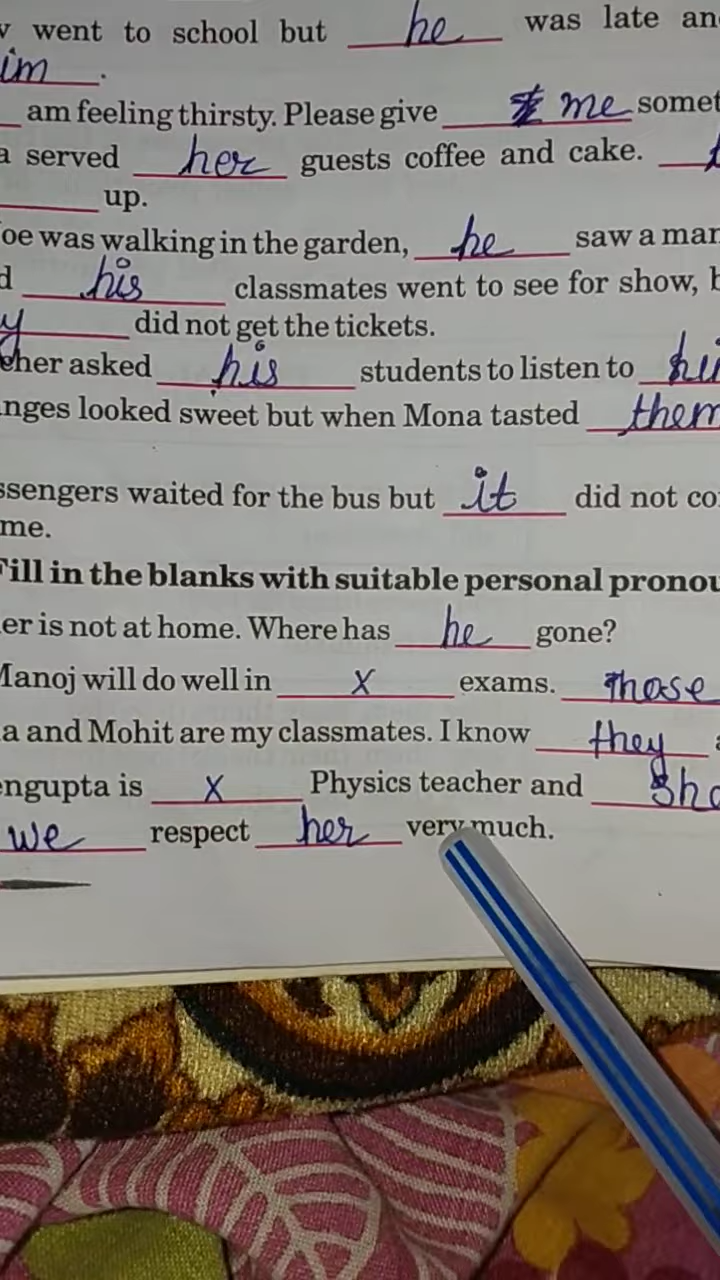 went to school but he was late an
im.
am feeling thirsty. Please give me somet
a served her guests coffee and cake.
up.
oe was walking in the garden, he saw a man
d his classmates went to see for show, b
y did not get the tickets.
eher asked his students to listen to hi
nges looked sweet but when Mona tasted them
ssengers waited for the bus but it did not co
me.
Fill in the blanks with suitable personal pronou
er is not at home. Where has he gone?
Manoj will do well in x exams. Those
a and Mohit are my classmates. I know they a
engupta is x Physics teacher and She
we respect her very much.